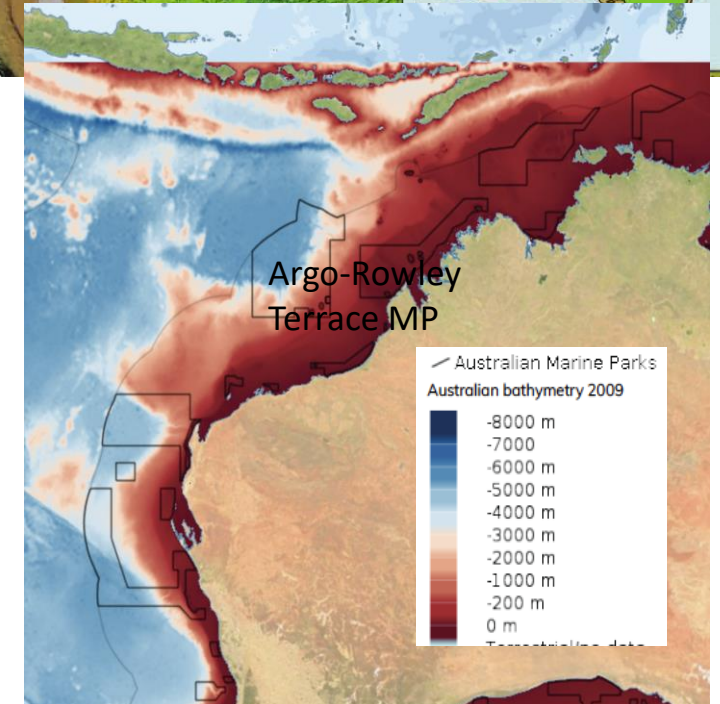 Argo-Rowley
Terrace MP
Australian Marine Parks
Australian bathymetry 2009
-8000 m
-7000
-6000 m
-5000 m
-4000 m
-3000 m
-2000 m
-1000 m
-200 m
0 m